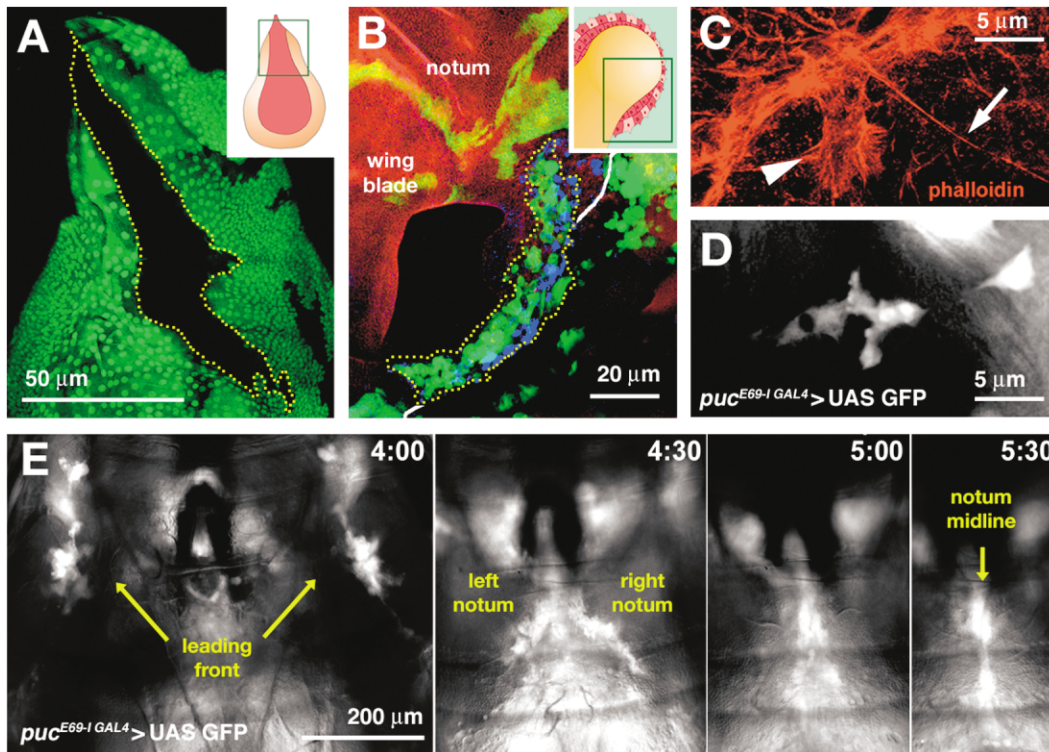 A
50 μm
B
notum
wing
blade
20 μm
C
5 μm
phalloidin
D
5 μm
puc^E69-I GAL4 > UAS GFP
E
4:00
leading
front
puc^E69-I GAL4 > UAS GFP
200 μm
4:30
left
notum
right
notum
5:00
5:30
notum
midline